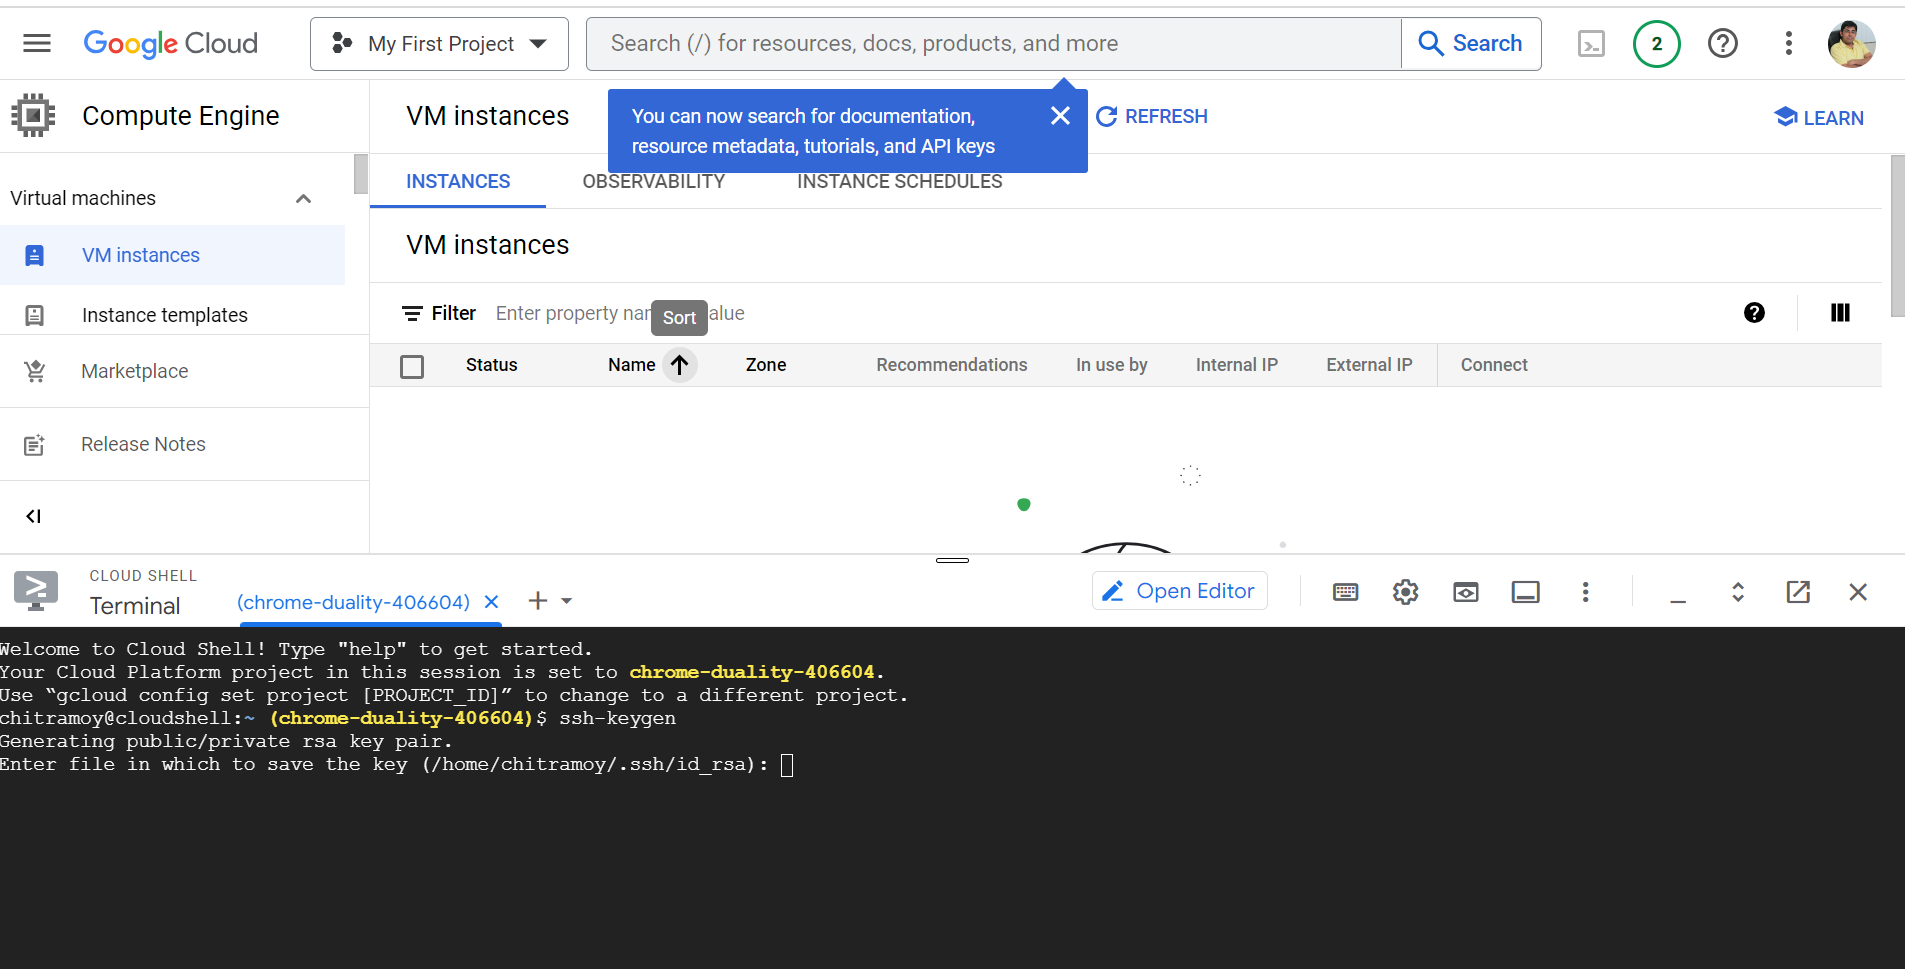 Google Cloud
My First Project
Search (/) for resources, docs, products, and more
Search
2
Compute Engine
VM instances
You can now search for documentation,
resource metadata, tutorials, and API keys
REFRESH
LEARN
Virtual machines
INSTANCES
OBSERVABILITY
INSTANCE SCHEDULES
VM instances
VM instances
Instance templates
Marketplace
Release Notes
Filter
Enter property
Sort
Status
Name
Zone
Recommendations
In use by
Internal IP
External IP
Connect
CLOUD SHELL
Terminal
(chrome-duality-406604)
Open Editor
Welcome to Cloud Shell! Type "help" to get started.
Your Cloud Platform project in this session is set to chrome-duality-406604.
Use “gcloud config set project [PROJECT_ID]” to change to a different project.
chitramoy@cloudshell:~ (chrome-duality-406604)$ ssh-keygen
Generating public/private rsa key pair.
Enter file in which to save the key (/home/chitramoy/.ssh/id_rsa):